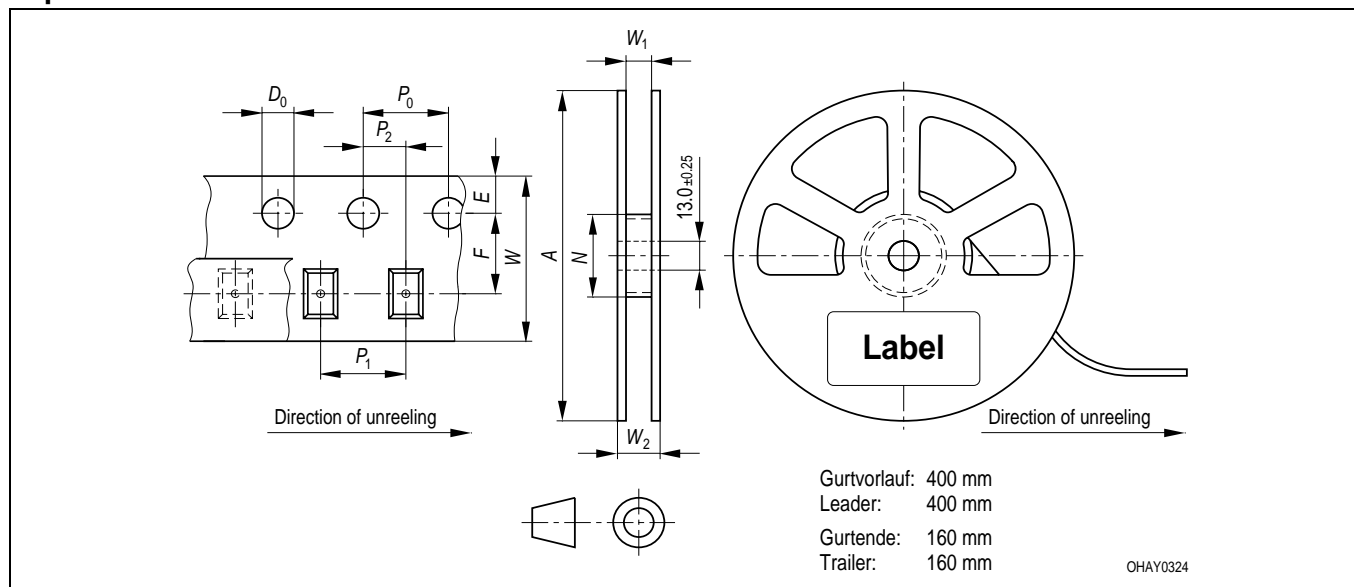 W1
D0
P0
P2
E
F
W
A
N
13.0 ±0.25
Label
P1
Direction of unreeling
W2
Direction of unreeling
Gurtvorlauf: 400 mm
Leader: 400 mm
Gurtende: 160 mm
Trailer: 160 mm
OHAY0324